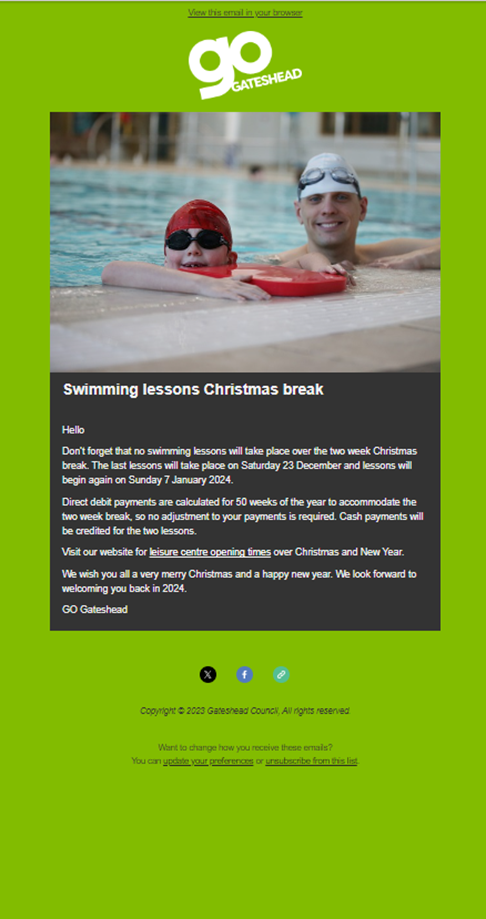 View this email in your browser
go
GATESHEAD
Swimming lessons Christmas break
Hello
Don't forget that no swimming lessons will take place over the two week Christmas
break. The last lessons will take place on Saturday 23 December and lessons will
begin again on Sunday 7 January 2024.
Direct debit payments are calculated for 50 weeks of the year to accommodate the
two week break, so no adjustment to your payments is required. Cash payments will
be credited for the two lessons.
Visit our website for leisure centre opening times over Christmas and New Year.
We wish you all a very merry Christmas and a happy new year. We look forward to
welcoming you back in 2024.
GO Gateshead
Copyright © 2023 Gateshead Council, All rights reserved.
Want to change how you receive these emails?
You can update your preferences or unsubscribe from this list.